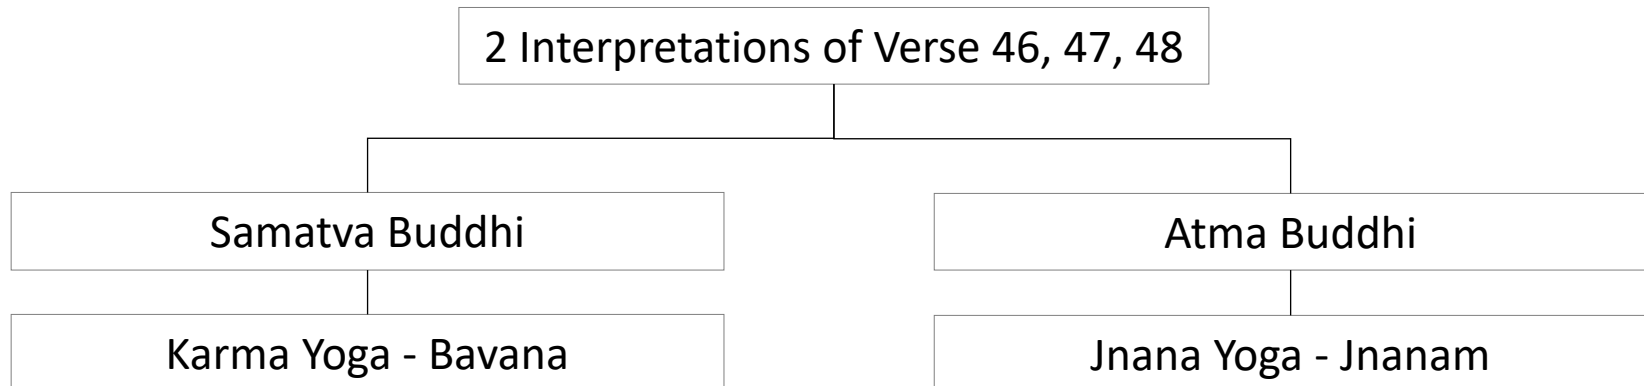 2 Interpretations of Verse 46, 47, 48
Samatva Buddhi
Atma Buddhi
Karma Yoga - Bavana
Jnana Yoga - Jnanam